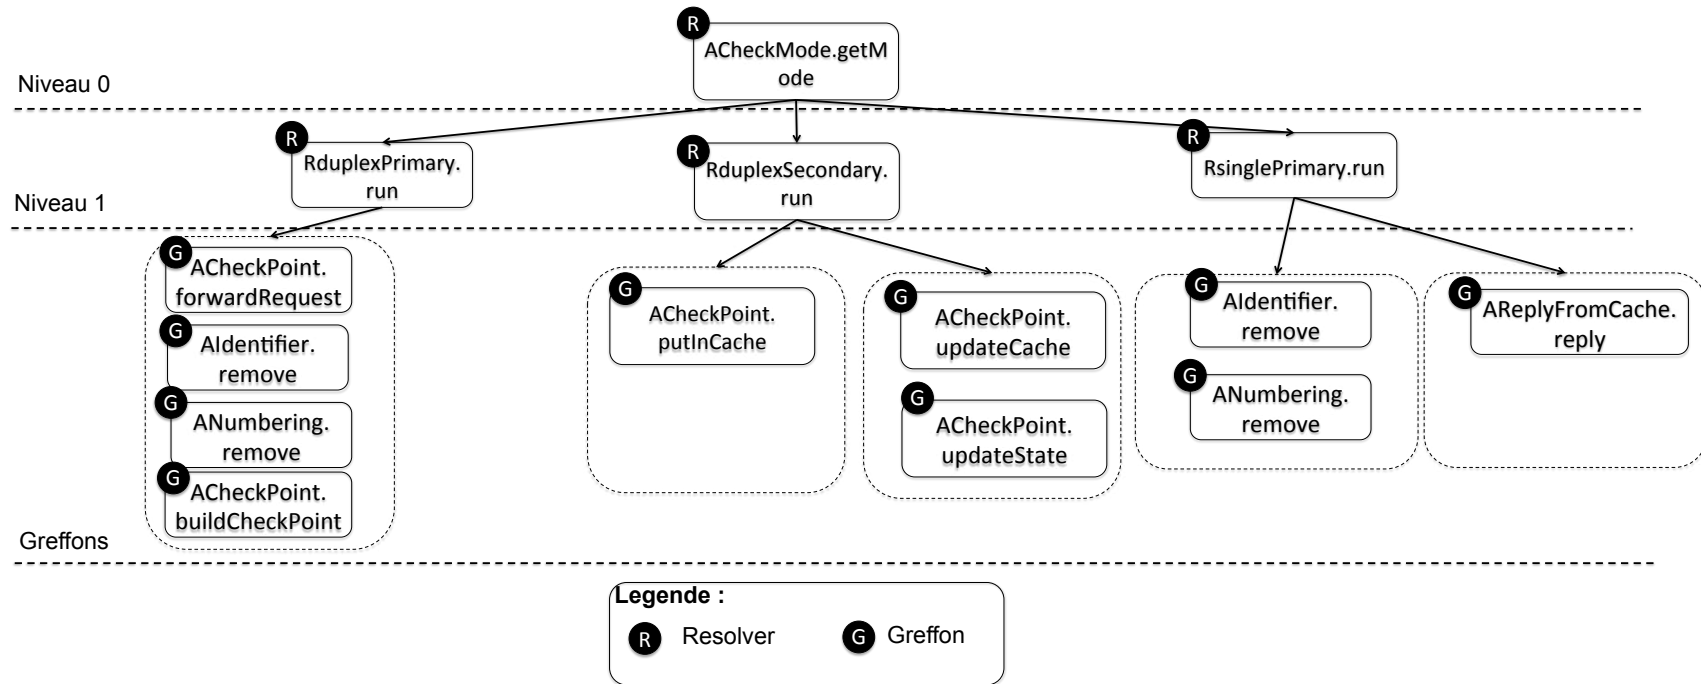 R
ACheckMode.getM
ode
Niveau 0
R
RduplexPrimary.
run
R
RduplexSecondary.
run
R
RsinglePrimary.run
Niveau 1
G
ACheckPoint.
forwardRequest
G
AIdentifier.
remove
G
ANumbering.
remove
G
ACheckPoint.
buildCheckPoint
G
ACheckPoint.
putInCache
G
ACheckPoint.
updateCache
G
ACheckPoint.
updateState
G
AIdentifier.
remove
G
ANumbering.
remove
G
AReplyFromCache.
reply
Greffons
Legende :
R Resolver
G Greffon